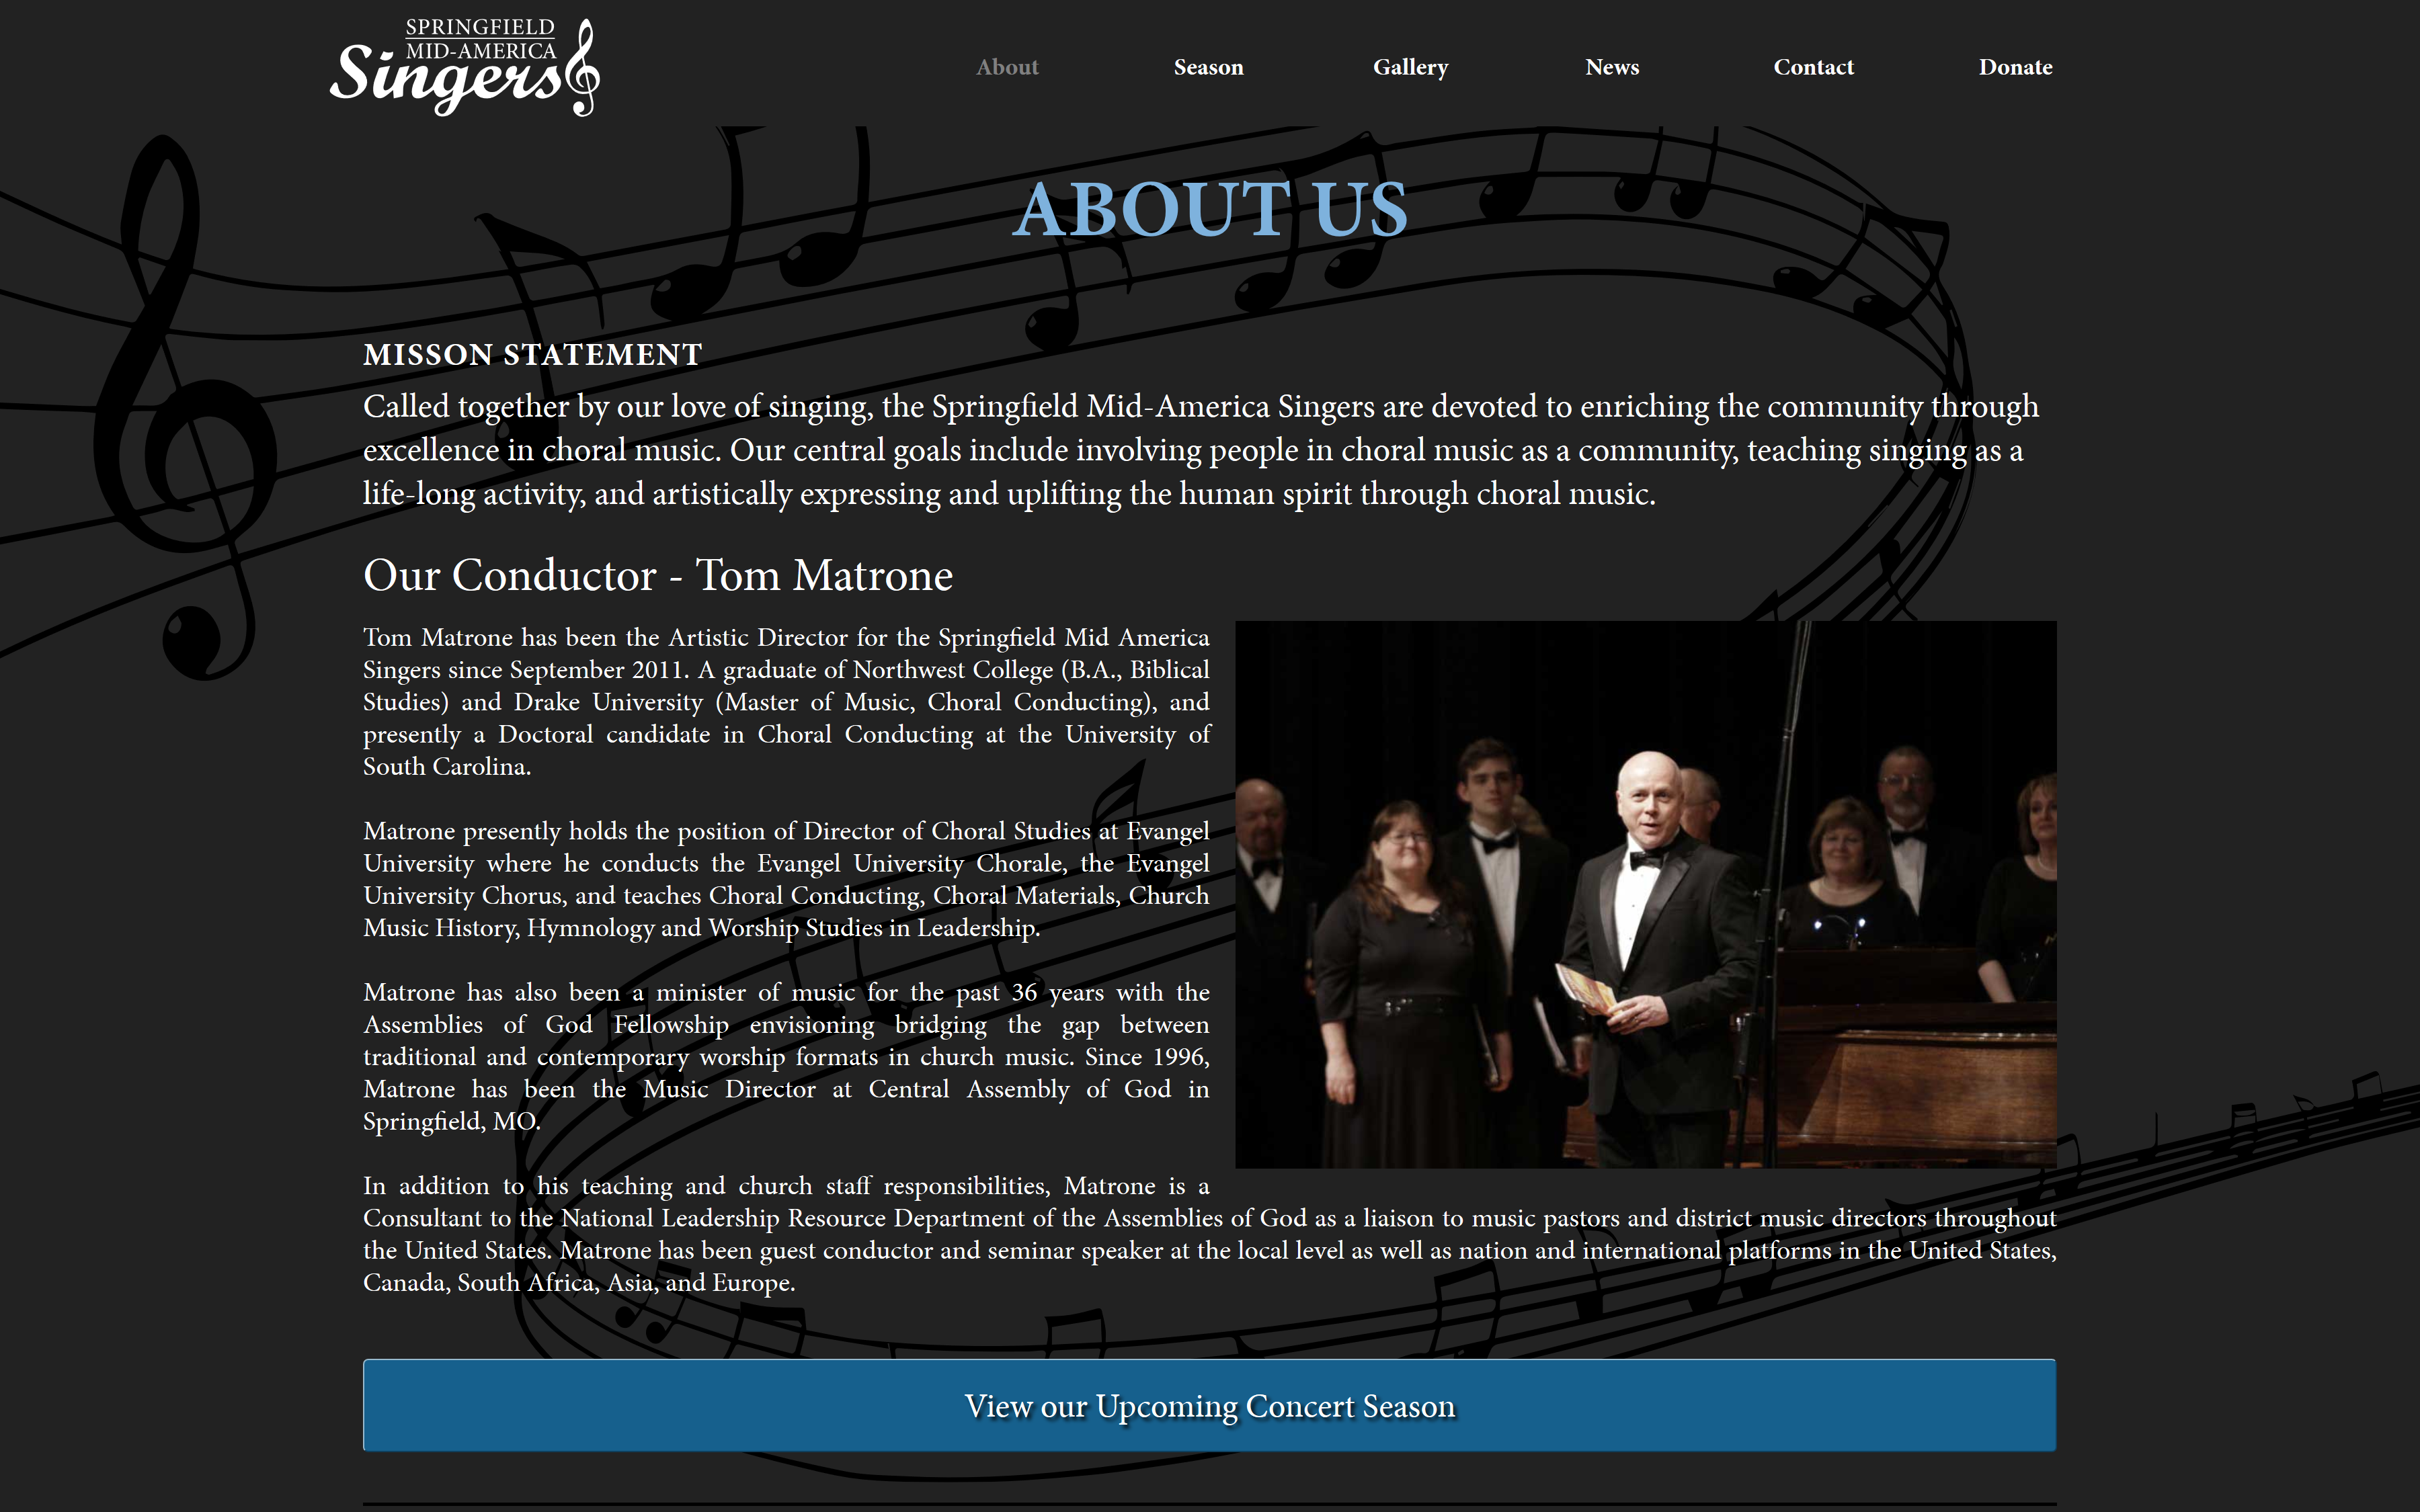 SPRINGFIELD
MID-AMERICA
Singers
About
Season
Gallery
News
Contact
Donate
ABOUT US
MISSON STATEMENT
Called together by our love of singing, the Springfield Mid-America Singers are devoted to enriching the community through
excellence in choral music. Our central goals include involving people in choral music as a community, teaching singing as a
life-long activity, and artistically expressing and uplifting the human spirit through choral music.
Our Conductor - Tom Matrone
Tom Matrone has been the Artistic Director for the Springfield Mid America
Singers since September 2011. A graduate of Northwest College (B.A., Biblical
Studies) and Drake University (Master of Music, Choral Conducting), and
presently a Doctoral candidate in Choral Conducting at the University of
South Carolina.
Matrone presently holds the position of Director of Choral Studies at Evangel
University where he conducts the Evangel University Chorale, the Evangel
University Chorus, and teaches Choral Conducting, Choral Materials, Church
Music History, Hymnology and Worship Studies in Leadership.
Matrone has also been a minister of music for the past 36 years with the
Assemblies of God Fellowship envisioning bridging the gap between
traditional and contemporary worship formats in church music. Since 1996,
Matrone has been the Music Director at Central Assembly of God in
Springfield, MO.
In addition to his teaching and church staff responsibilities, Matrone is a
Consultant to the National Leadership Resource Department of the Assemblies of God as a liaison to music pastors and district music directors throughout
the United States. Matrone has been guest conductor and seminar speaker at the local level as well as nation and international platforms in the United States,
Canada, South Africa, Asia, and Europe.
View our Upcoming Concert Season